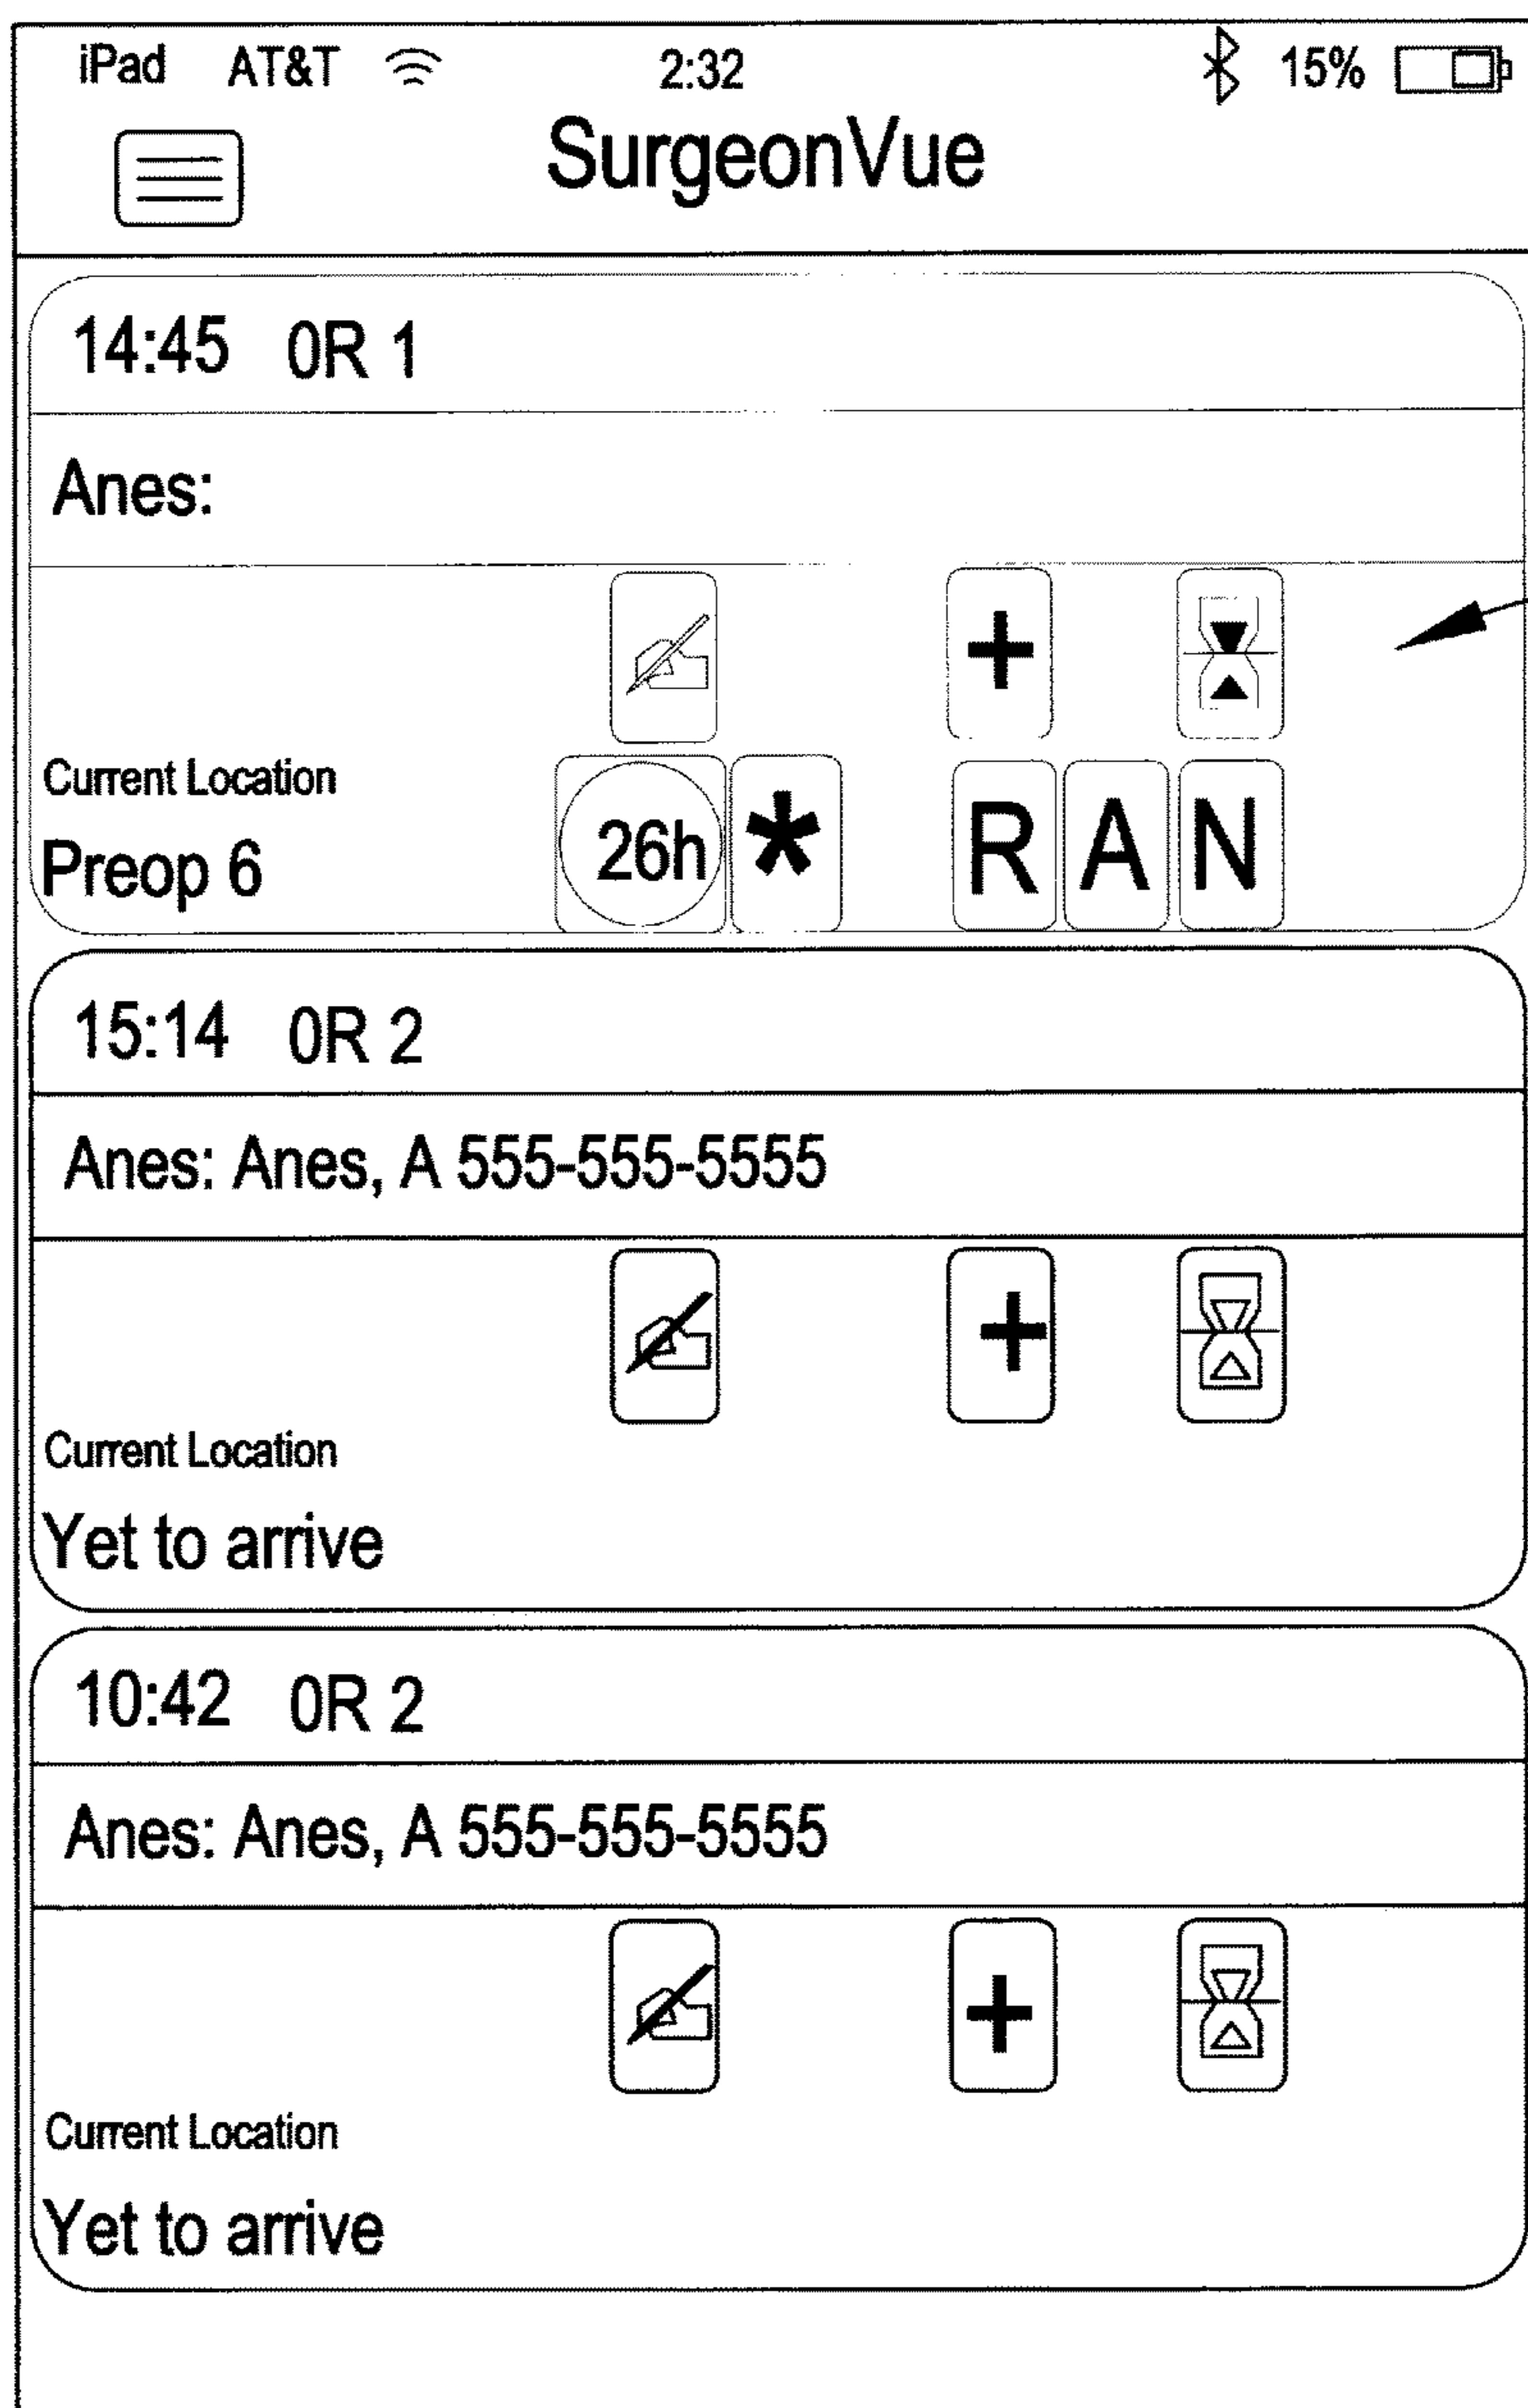 iPad AT&T 2:32 15%
SurgeonVue
14:45 0R 1
Anes:
+
Current Location
Preop 6
26h * R A N
15:14 0R 2
Anes: Anes, A 555-555-5555
+
Current Location
Yet to arrive
10:42 0R 2
Anes: Anes, A 555-555-5555
+
Current Location
Yet to arrive